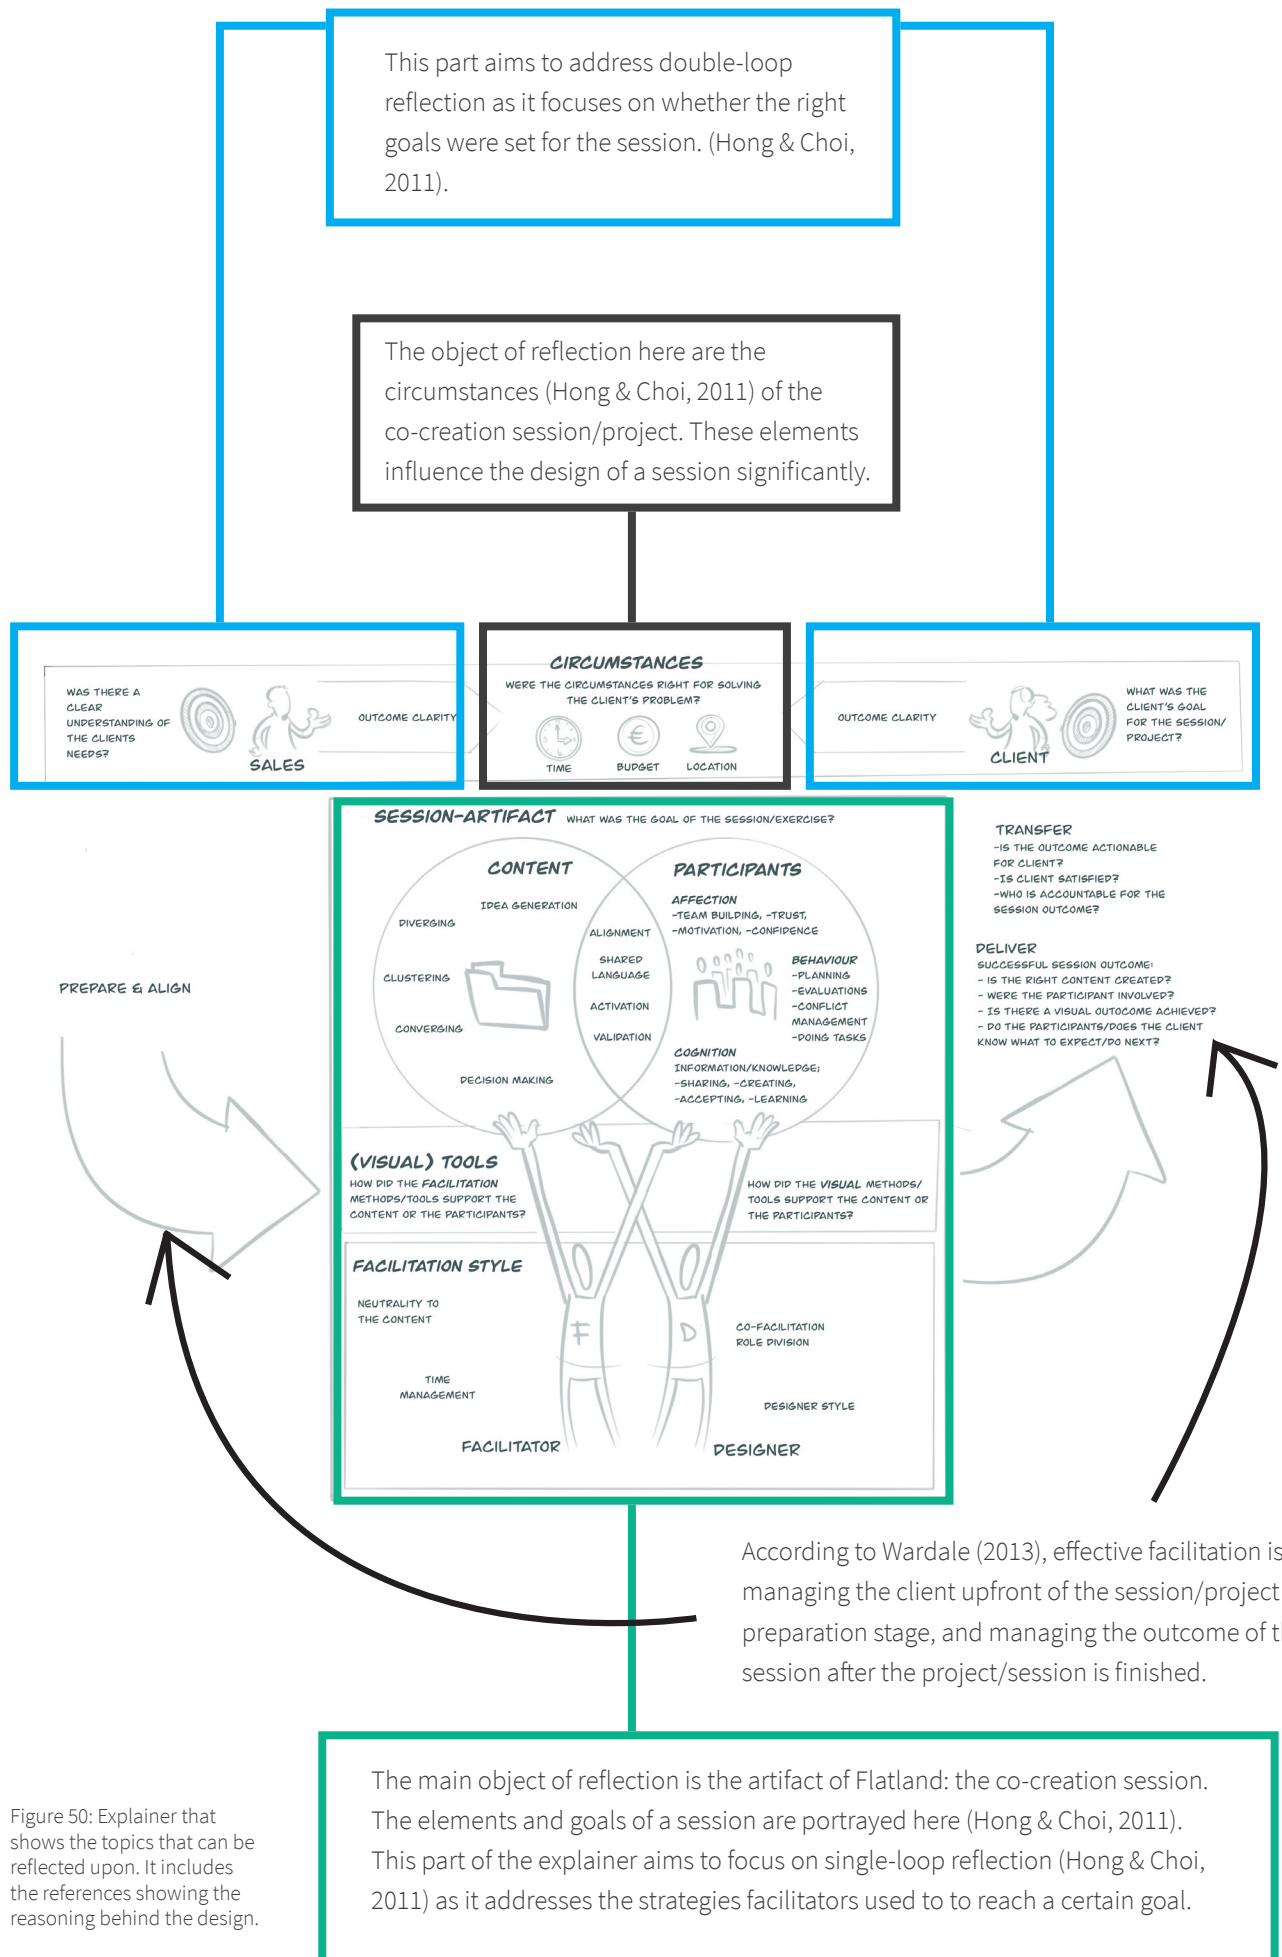 This part aims to address double-loop
reflection as it focuses on whether the right
goals were set for the session. (Hong & Choi,
2011).
The object of reflection here are the
circumstances (Hong & Choi, 2011) of the
co-creation session/project. These elements
influence the design of a session significantly.
WAS THERE A
CLEAR
UNDERSTANDING OF
THE CLIENTS
NEEDS?
SALES
OUTCOME CLARITY
CIRCUMSTANCES
WERE THE CIRCUMSTANCES RIGHT FOR SOLVING
THE CLIENT'S PROBLEM?
€
TIME
BUDGET
LOCATION
OUTCOME CLARITY
CLIENT
WHAT WAS THE
CLIENT'S GOAL
FOR THE SESSION/
PROJECT?
PREPARE & ALIGN
SESSION-ARTIFACT WHAT WAS THE GOAL OF THE SESSION/EXERCISE?
CONTENT
IDEA GENERATION
DIVERGING
CLUSTERING
CONVERGING
DECISION MAKING
ALIGNMENT
SHARED
LANGUAGE
ACTIVATION
VALIDATION
PARTICIPANTS
AFFECTION
-TEAM BUILDING, -TRUST,
-MOTIVATION, -CONFIDENCE
BEHAVIOUR
-PLANNING
-EVALUATIONS
-CONFLICT
MANAGEMENT
-DOING TASKS
COGNITION
INFORMATION/KNOWLEDGE;
-SHARING, -CREATING,
-ACCEPTING, -LEARNING
(VISUAL) TOOLS
HOW DID THE FACILITATION
METHODS/TOOLS SUPPORT THE
CONTENT OR THE PARTICIPANTS?
HOW DID THE VISUAL METHODS/
TOOLS SUPPORT THE CONTENT OR
THE PARTICIPANTS?
FACILITATION STYLE
NEUTRALITY TO
THE CONTENT
TIME
MANAGEMENT
F
D
CO-FACILITATION
ROLE DIVISION
DESIGNER STYLE
FACILITATOR
DESIGNER
TRANSFER
-IS THE OUTCOME ACTIONABLE
FOR CLIENT?
-IS CLIENT SATISFIED?
-WHO IS ACCOUNTABLE FOR THE
SESSION OUTCOME?
DELIVER
SUCCESSFUL SESSION OUTCOME:
- IS THE RIGHT CONTENT CREATED?
- WERE THE PARTICIPANT INVOLVED?
- IS THERE A VISUAL OUTOCOME ACHIEVED?
- DO THE PARTICIPANTS/DOES THE CLIENT
KNOW WHAT TO EXPECT/DO NEXT?
According to Wardale (2013), effective facilitation is
managing the client upfront of the session/project
preparation stage, and managing the outcome of
session after the project/session is finished.
The main object of reflection is the artifact of Flatland: the co-creation session.
The elements and goals of a session are portrayed here (Hong & Choi, 2011).
This part of the explainer aims to focus on single-loop reflection (Hong & Choi,
2011) as it addresses the strategies facilitators used to to reach a certain goal.
Figure 50: Explainer that
shows the topics that can be
reflected upon. It includes
the references showing the
reasoning behind the design.